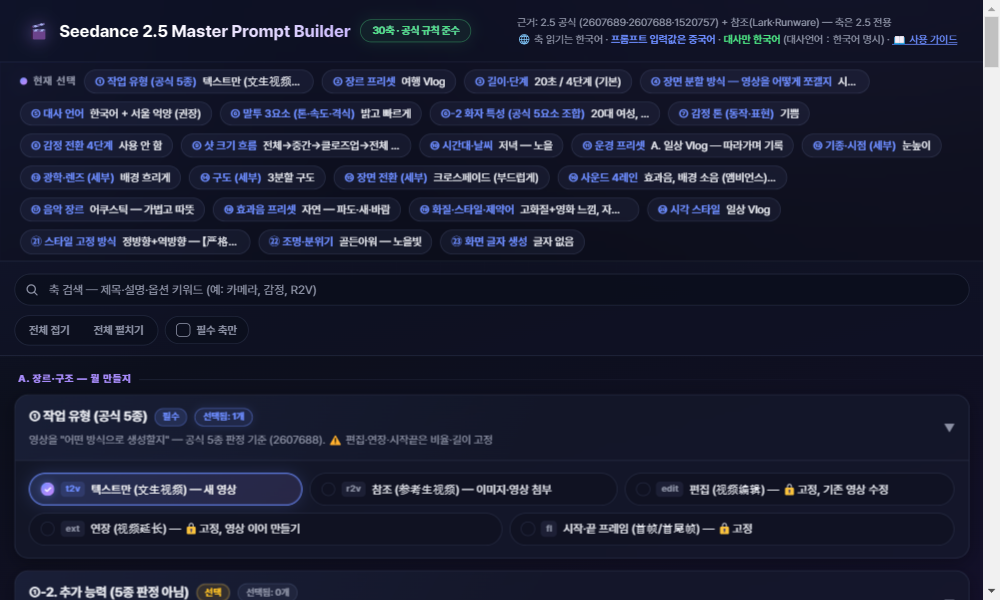 Seedance 2.5 Master Prompt Builder
30축 · 공식 규칙 준수
근거: 2.5 공식 (2607689·2607688·1520757) + 참조(Lark·Runware) — 축은 2.5 전용
축 읽기는 한국어 · 프롬프트 입력값은 중국어 · 대사만 한국어 (대사언어 : 한국어 명시) · 사용 가이드
현재 선택 ① 작업 유형 (공식 5종) 텍스트만 (文生视频... ② 장르 프리셋 여행 Vlog ③ 길이·단계 20초 / 4단계 (기본) ④ 장면 분할 방식 — 영상을 어떻게 쪼갤지 시...
⑤ 대사 언어 한국어 + 서울 억양 (권장) ⑥ 말투 3요소 (톤·속도·격식) 밝고 빠르게 ⑥-2 화자 특성 (공식 5요소 조합) 20대 여성, ... ⑦ 감정 톤 (동작·표현) 기쁨
⑧ 감정 전환 4단계 사용 안 함 ⑨ 샷 크기 흐름 전체→중간→클로즈업→전체 ... 시간대·날씨 저녁 — 노을 운경 프리셋 A. 일상 Vlog — 따라가며 기록 기종·시점 (세부) 눈높이
광학·렌즈 (세부) 배경 흐리게 구도 (세부) 3분할 구도 장면 전환 (세부) 크로스페이드 (부드럽게) 사운드 4레인 효과음, 배경 소음 (앰비언스)...
음악 장르 어쿠스틱 — 가볍고 따뜻 효과음 프리셋 자연 — 파도·새·바람 화질·스타일·제약어 고화질+영화 느낌, 자... 시각 스타일 일상 Vlog
㉑ 스타일 고정 방식 정방향+역방향 — 【严格... ㉒ 조명·분위기 골든아워 — 노을빛 ㉓ 화면 글자 생성 글자 없음
축 검색 — 제목·설명·옵션 키워드 (예: 카메라, 감정, R2V)
전체 접기 전체 펼치기 필수 축만
A. 장르·구조 — 뭘 만들지
① 작업 유형 (공식 5종) 필수 선택됨: 1개
영상을 "어떤 방식으로 생성할지" — 공식 5종 판정 기준 (2607688). ⚠️ 편집·연장·시작끝은 비율·길이 고정
t2v 텍스트만 (文生视频) — 새 영상 r2v 참조 (参考生视频) — 이미지·영상 첨부 edit 편집 (视频编辑) — 🔒 고정, 기존 영상 수정
ext 연장 (视频延长) — 🔒 고정, 영상 이어 만들기 fl 시작·끝 프레임 (首帧/首尾帧) — 🔒 고정
①-2. 추가 능력 (5종 판정 아님) 선택 선택됨: 0개